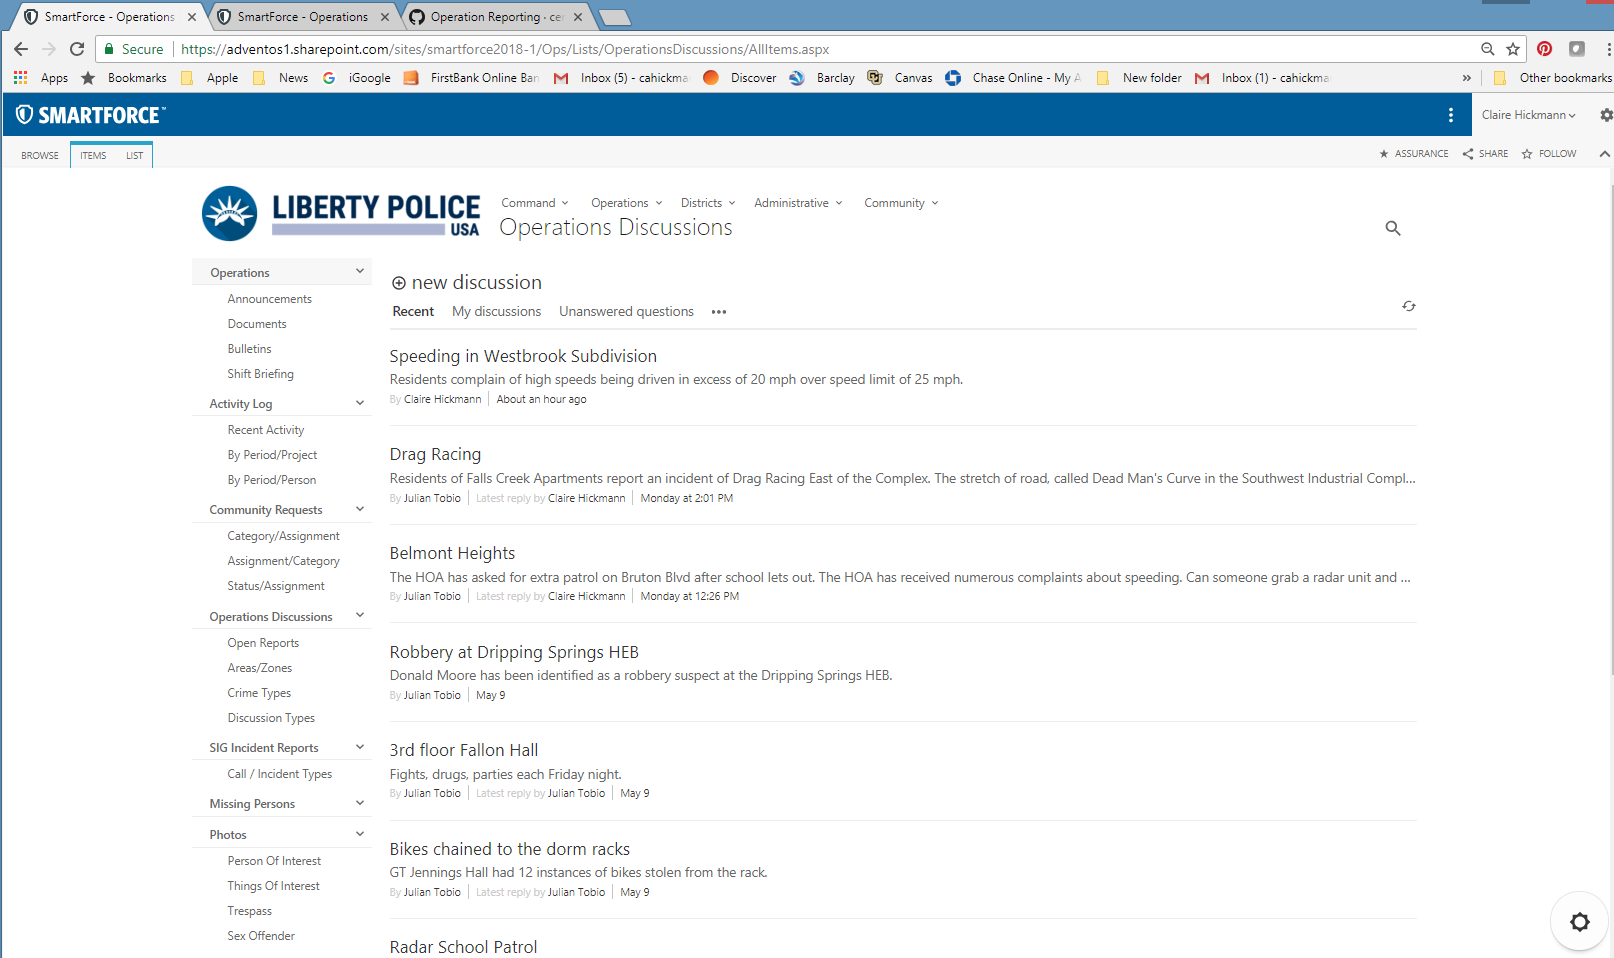 SmartForce - Operations
SmartForce - Operations
Operation Reporting · cer
Secure
https://adventos1.sharepoint.com/sites/smartforce2018-1/Ops/Lists/OperationsDiscussions/AllItems.aspx
Apps Bookmarks Apple News iGoogle FirstBank Online Ban Inbox (5) - cahickma Discover Barclay Canvas Chase Online - My A New folder Inbox (1) - cahickma » Other bookmarks
SMARTFORCE™
Claire Hickmann
BROWSE ITEMS LIST
ASSURANCE SHARE FOLLOW
LIBERTY POLICE
USA
Command Operations Districts Administrative Community
Operations Discussions
Operations
Announcements
Documents
Bulletins
Shift Briefing
Activity Log
Recent Activity
By Period/Project
By Period/Person
Community Requests
Category/Assignment
Assignment/Category
Status/Assignment
Operations Discussions
Open Reports
Areas/Zones
Crime Types
Discussion Types
SIG Incident Reports
Call / Incident Types
Missing Persons
Photos
Person Of Interest
Things Of Interest
Trespass
Sex Offender
new discussion
Recent My discussions Unanswered questions •••
Speeding in Westbrook Subdivision
Residents complain of high speeds being driven in excess of 20 mph over speed limit of 25 mph.
By Claire Hickmann | About an hour ago
Drag Racing
Residents of Falls Creek Apartments report an incident of Drag Racing East of the Complex. The stretch of road, called Dead Man's Curve in the Southwest Industrial Compl...
By Julian Tobio | Latest reply by Claire Hickmann | Monday at 2:01 PM
Belmont Heights
The HOA has asked for extra patrol on Bruton Blvd after school lets out. The HOA has received numerous complaints about speeding. Can someone grab a radar unit and ...
By Julian Tobio | Latest reply by Claire Hickmann | Monday at 12:26 PM
Robbery at Dripping Springs HEB
Donald Moore has been identified as a robbery suspect at the Dripping Springs HEB.
By Julian Tobio | May 9
3rd floor Fallon Hall
Fights, drugs, parties each Friday night.
By Julian Tobio | Latest reply by Julian Tobio | May 9
Bikes chained to the dorm racks
GT Jennings Hall had 12 instances of bikes stolen from the rack.
By Julian Tobio | Latest reply by Julian Tobio | May 9
Radar School Patrol